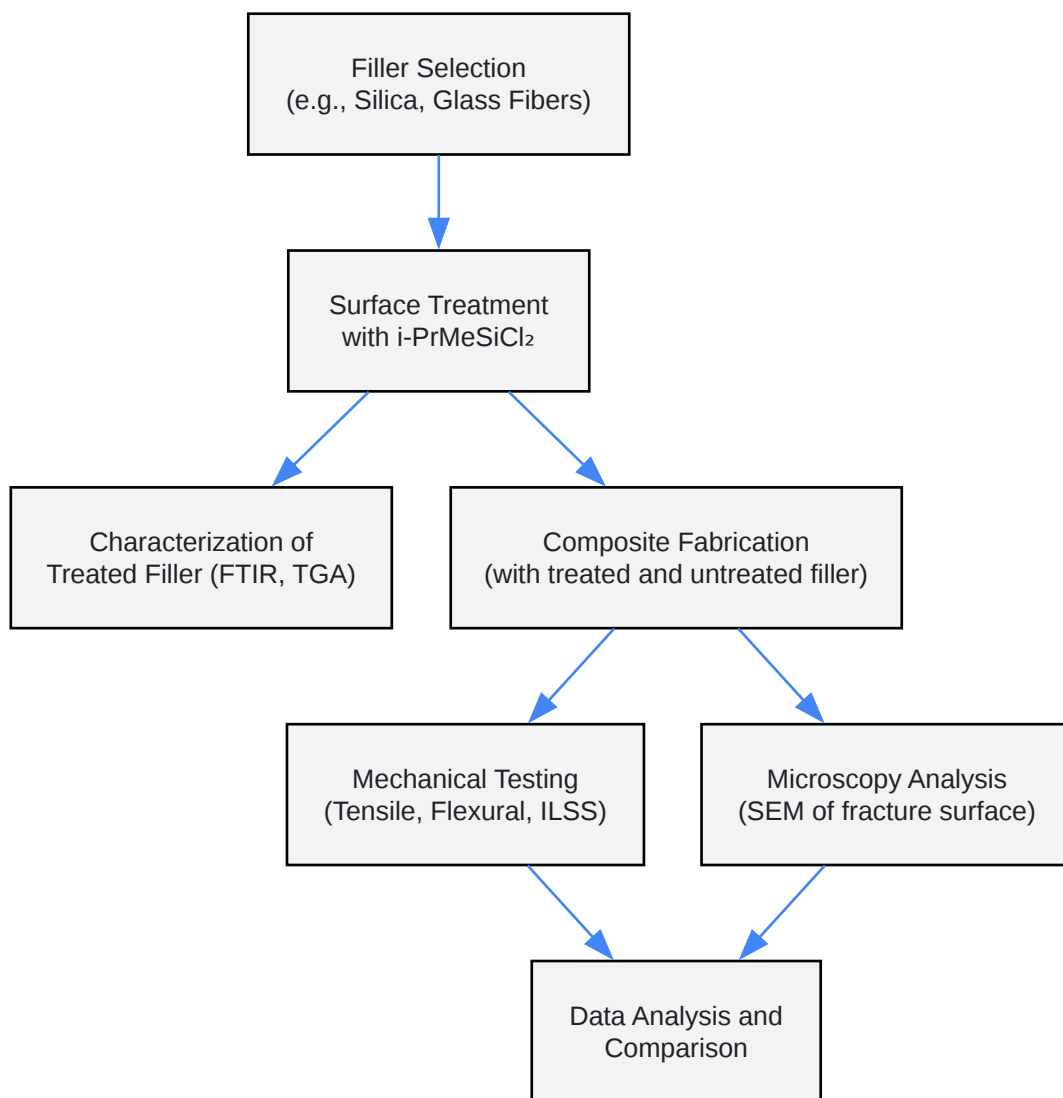 Filler Selection
(e.g., Silica, Glass Fibers)
Surface Treatment
with i-PrMeSiCl₂
Characterization of
Treated Filler (FTIR, TGA)
Composite Fabrication
(with treated and untreated filler)
Mechanical Testing
(Tensile, Flexural, ILSS)
Microscopy Analysis
(SEM of fracture surface)
Data Analysis and
Comparison